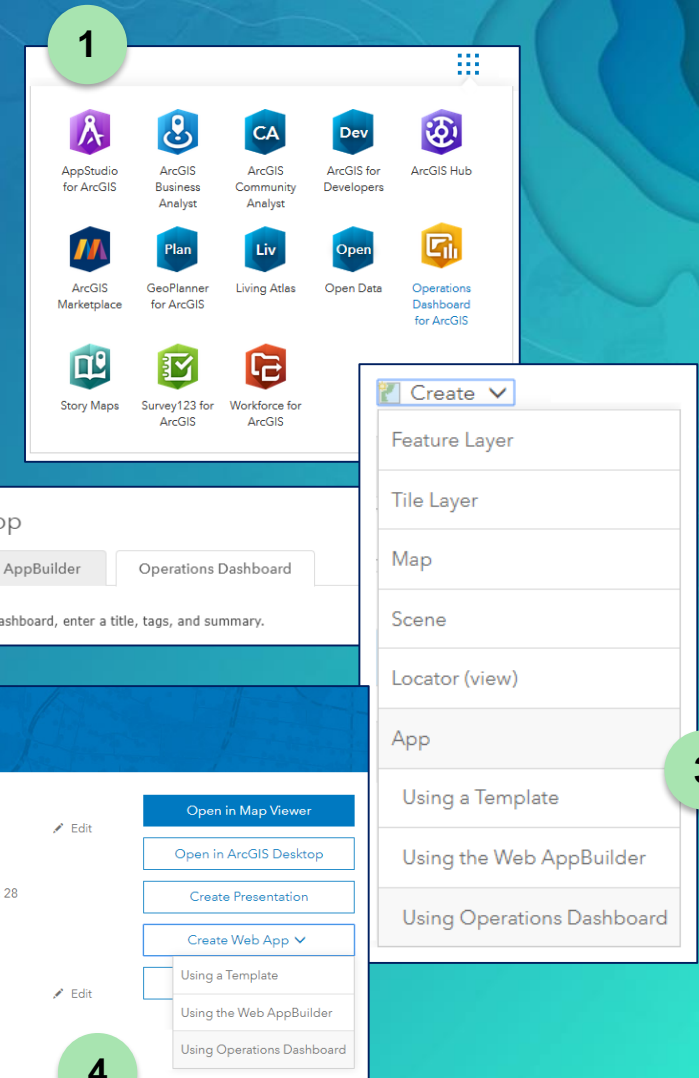 1
CA
Dev
AppStudio
for ArcGIS
ArcGIS
Business
Analyst
ArcGIS
Community
Analyst
ArcGIS for
Developers
ArcGIS Hub
Plan
Liv
Open
ArcGIS
Marketplace
GeoPlanner
for ArcGIS
Living Atlas
Open Data
Operations
Dashboard
for ArcGIS
Story Maps
Survey123 for
ArcGIS
Workforce for
ArcGIS
Create
Feature Layer
Tile Layer
Map
Scene
Locator (view)
App
Using a Template
Using the Web AppBuilder
Using Operations Dashboard
3
AppBuilder
Operations Dashboard
enter a title, tags, and summary.
Open in Map Viewer
Edit
Open in ArcGIS Desktop
28
Create Presentation
Create Web App
Using a Template
Edit
Using the Web AppBuilder
Using Operations Dashboard
4